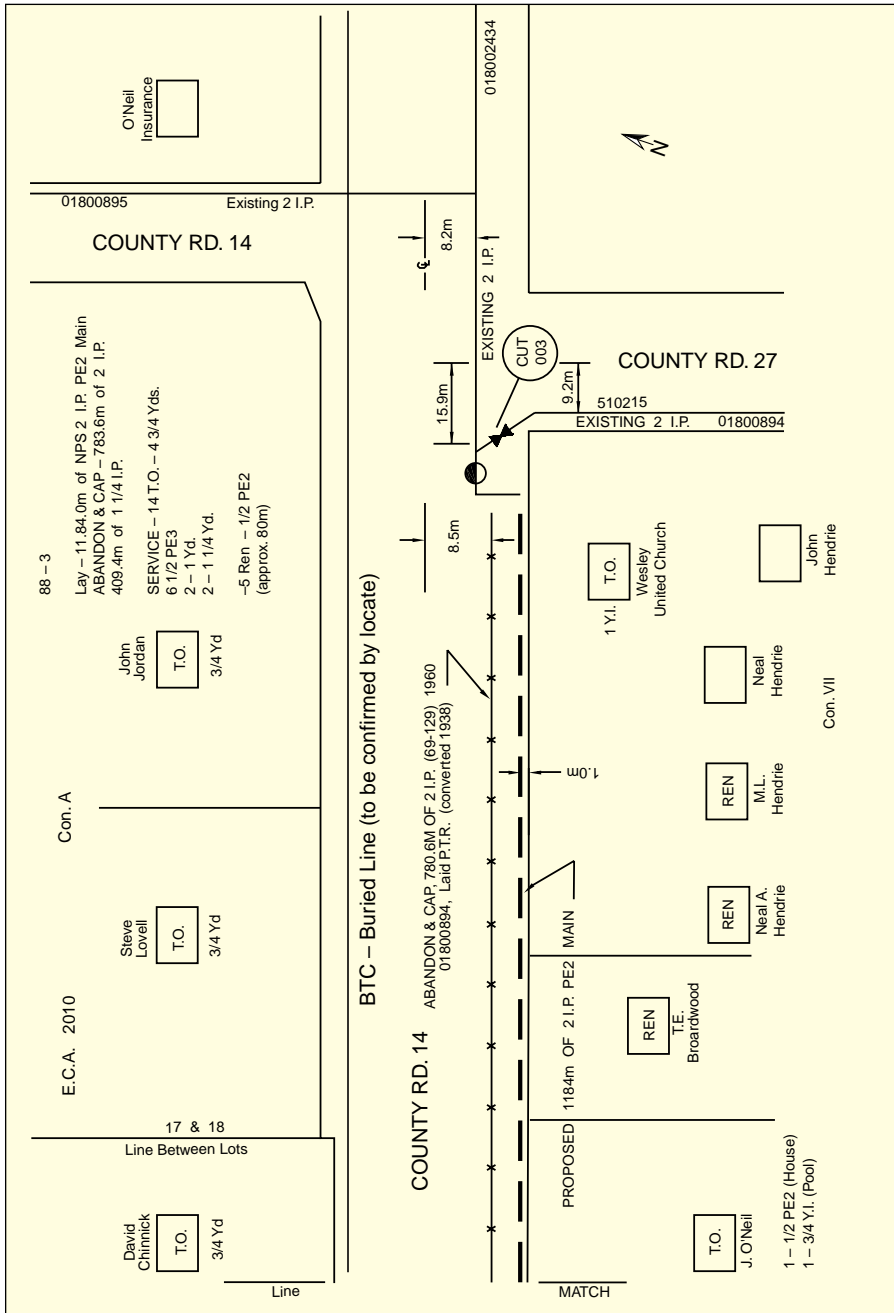 O'Neil
Insurance
01800895
Existing 2 I.P.
COUNTY RD. 14
88 – 3
Lay – 11.84.0m of NPS 2 I.P. PE2 Main
ABANDON & CAP – 783.6m of 2 I.P.
409.4m of 1 1/4 I.P.
SERVICE – 14 T.O. – 4 3/4 Yds.
6 1/2 PE3
2 – 1 Yd.
2 – 1 1/4 Yd.
–5 Ren – 1/2 PE2
(approx. 80m)
John
Jordan
T.O.
3/4 Yd
Con. A
Steve
Lovell
T.O.
3/4 Yd
E.C.A. 2010
17 & 18
Line Between Lots
David
Chinnick
T.O.
3/4 Yd
Line
BTC – Buried Line (to be confirmed by locate)
COUNTY RD. 14
ABANDON & CAP, 780.6M OF 2 I.P. (69-129) 1960
01800894, Laid P.T.R. (converted 1938)
8.5m
15.9m
℄
8.2m
018002434
EXISTING 2 I.P.
CUT
003
N
COUNTY RD. 27
9.2m
510215
EXISTING 2 I.P.
01800894
1.0m
PROPOSED 1184m OF 2 I.P. PE2 MAIN
MATCH
1 Y.I.
T.O.
Wesley
United Church
John
Hendrie
Neal
Hendrie
Con. VII
REN
M.L.
Hendrie
REN
Neal A.
Hendrie
REN
T.E.
Broardwood
T.O.
J. O'Neil
1 – 1/2 PE2 (House)
1 – 3/4 Y.I. (Pool)